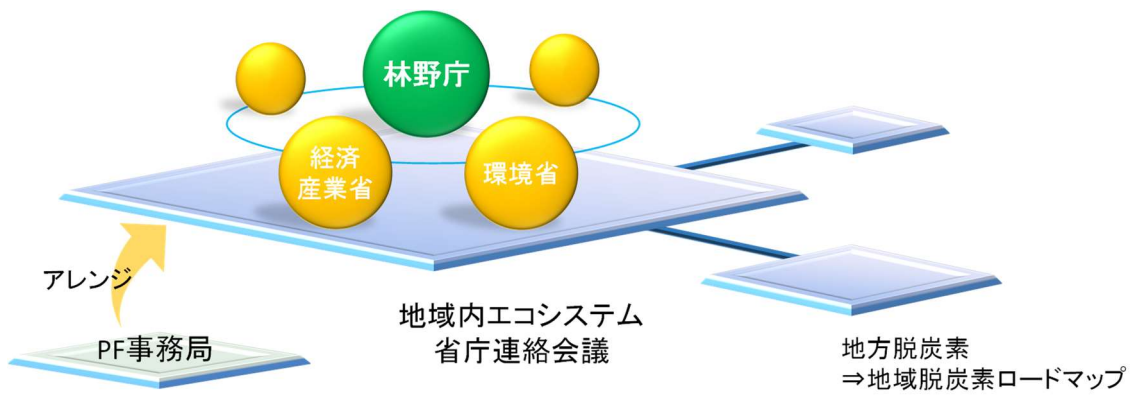 林野庁
経済
産業省
環境省
アレンジ
PF事務局
地域内エコシステム
省庁連絡会議
地方脱炭素
⇒地域脱炭素ロードマップ